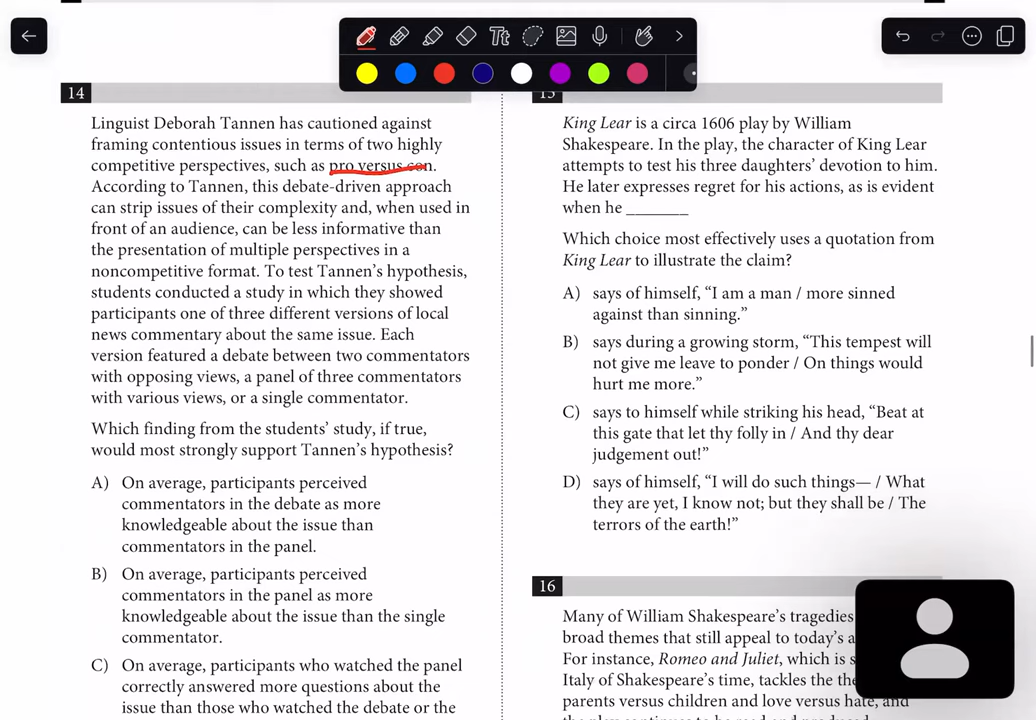 14
Linguist Deborah Tannen has cautioned against
framing contentious issues in terms of two highly
competitive perspectives, such as pro versus con.
According to Tannen, this debate-driven approach
can strip issues of their complexity and, when used in
front of an audience, can be less informative than
the presentation of multiple perspectives in a
noncompetitive format. To test Tannen’s hypothesis,
students conducted a study in which they showed
participants one of three different versions of local
news commentary about the same issue. Each
version featured a debate between two commentators
with opposing views, a panel of three commentators
with various views, or a single commentator.
Which finding from the students’ study, if true,
would most strongly support Tannen’s hypothesis?
A) On average, participants perceived
commentators in the debate as more
knowledgeable about the issue than
commentators in the panel.
B) On average, participants perceived
commentators in the panel as more
knowledgeable about the issue than the single
commentator.
C) On average, participants who watched the panel
correctly answered more questions about the
issue than those who watched the debate or the
15
King Lear is a circa 1606 play by William
Shakespeare. In the play, the character of King Lear
attempts to test his three daughters’ devotion to him.
He later expresses regret for his actions, as is evident
when he _______
Which choice most effectively uses a quotation from
King Lear to illustrate the claim?
A) says of himself, “I am a man / more sinned
against than sinning.”
B) says during a growing storm, “This tempest will
not give me leave to ponder / On things would
hurt me more.”
C) says to himself while striking his head, “Beat at
this gate that let thy folly in / And thy dear
judgement out!”
D) says of himself, “I will do such things— / What
they are yet, I know not; but they shall be / The
terrors of the earth!”
16
Many of William Shakespeare’s tragedies
broad themes that still appeal to today’s
For instance, Romeo and Juliet, which is
Italy of Shakespeare’s time, tackles the
parents versus children and love versus hate, and
Tt